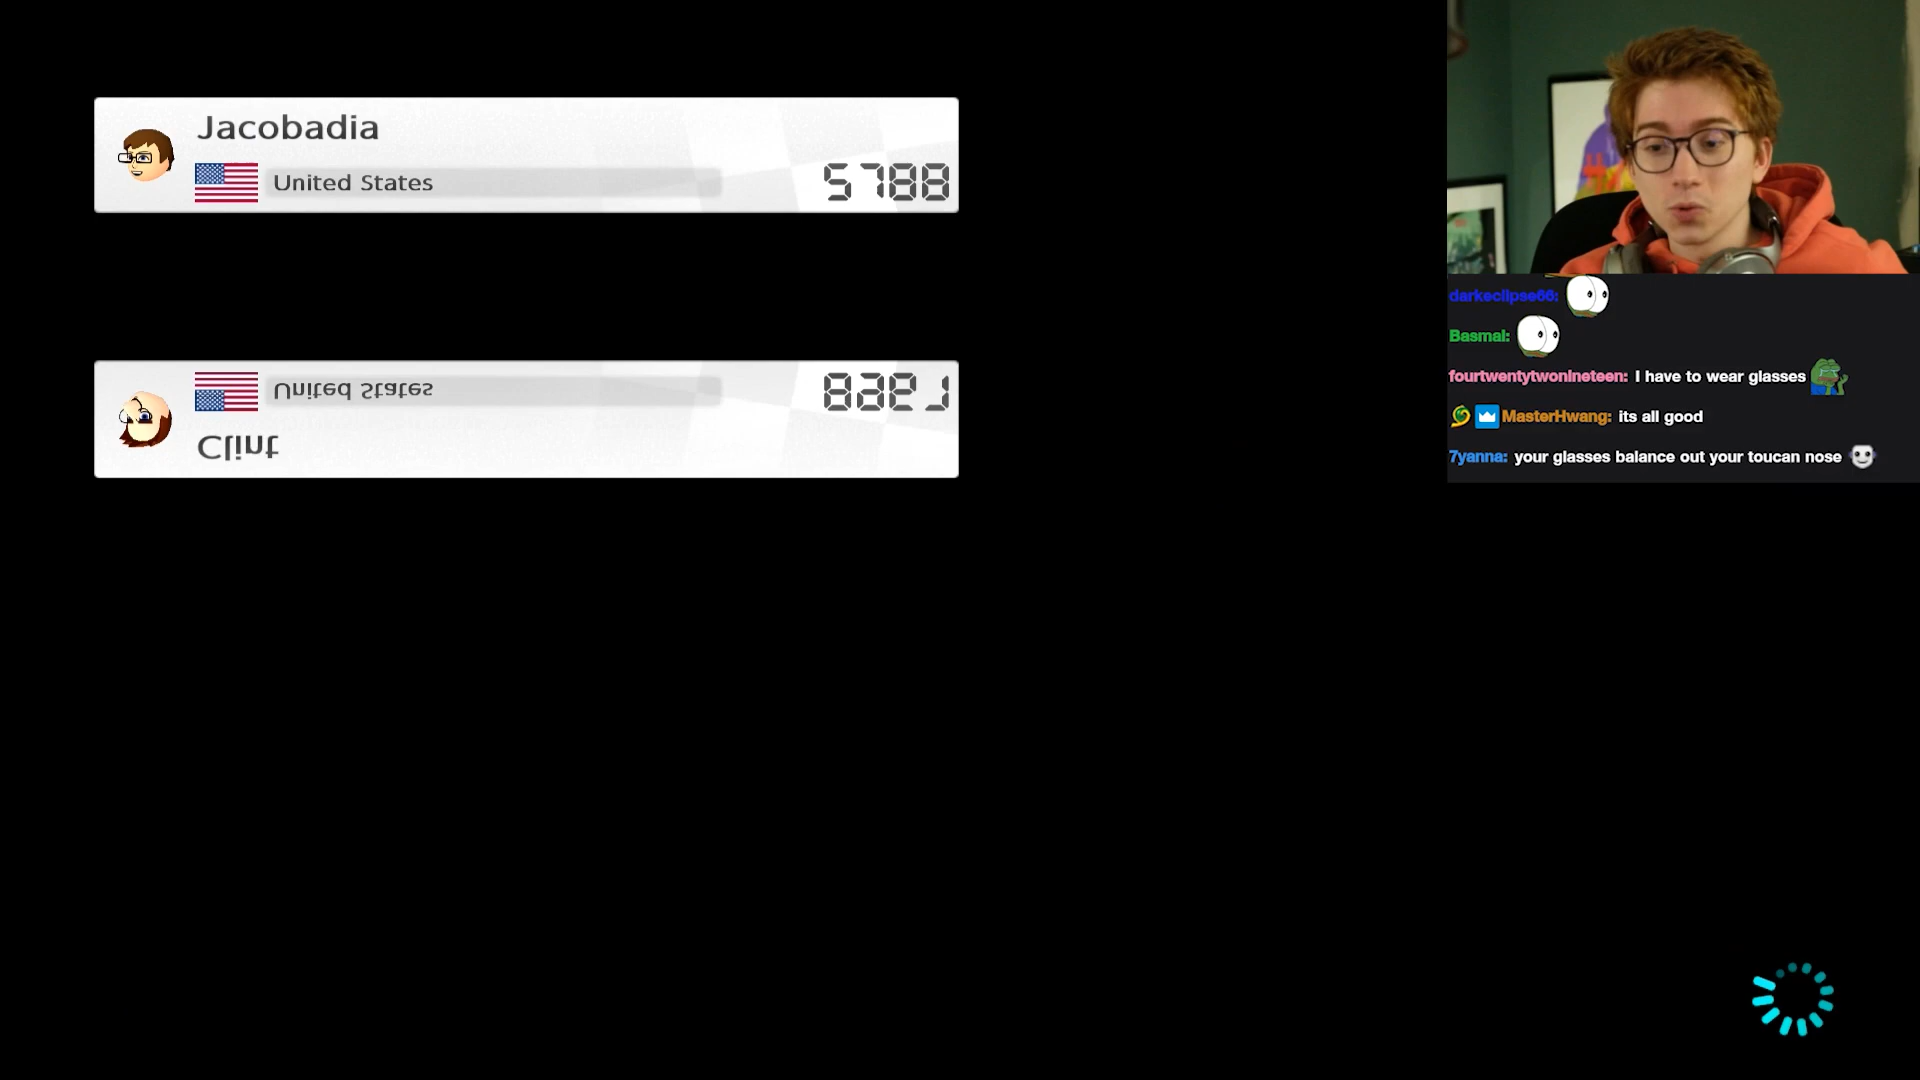 Jacobadia
United States
5788
United States
8967
Clint
darkeclipse66:
Basmal:
fourtwentytwonineteen: I have to wear glasses
MasterHwang: its all good
7yanna: your glasses balance out your toucan nose